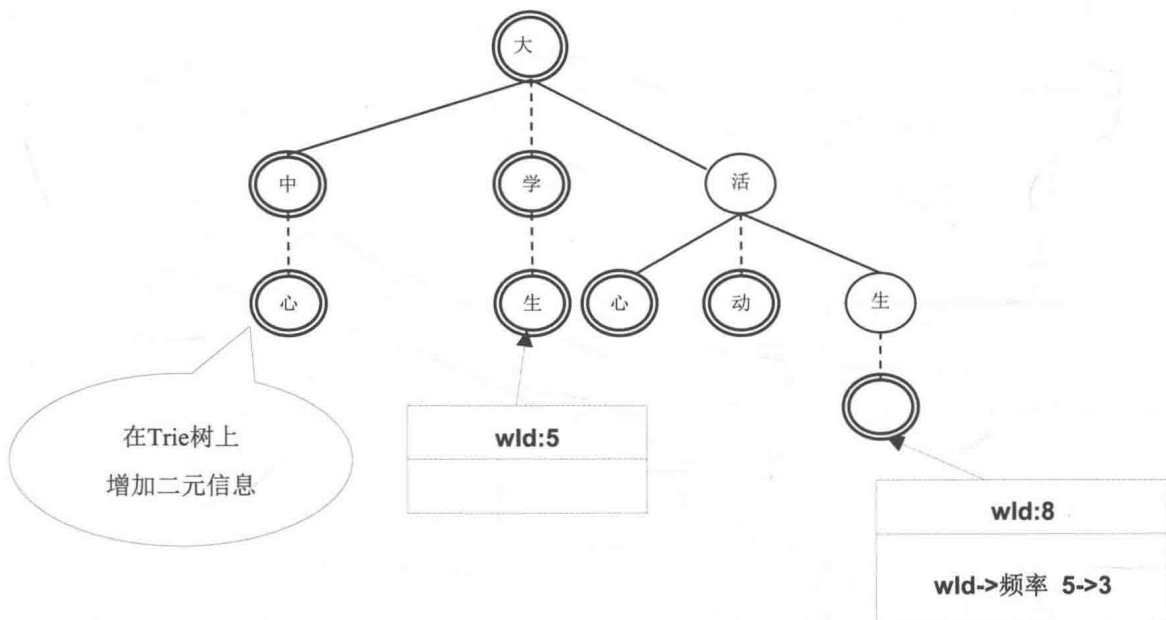 大
中
学
活
心
生
心
动
生
在Trie树上
增加二元信息
wId:5
wId:8
wId->频率 5->3